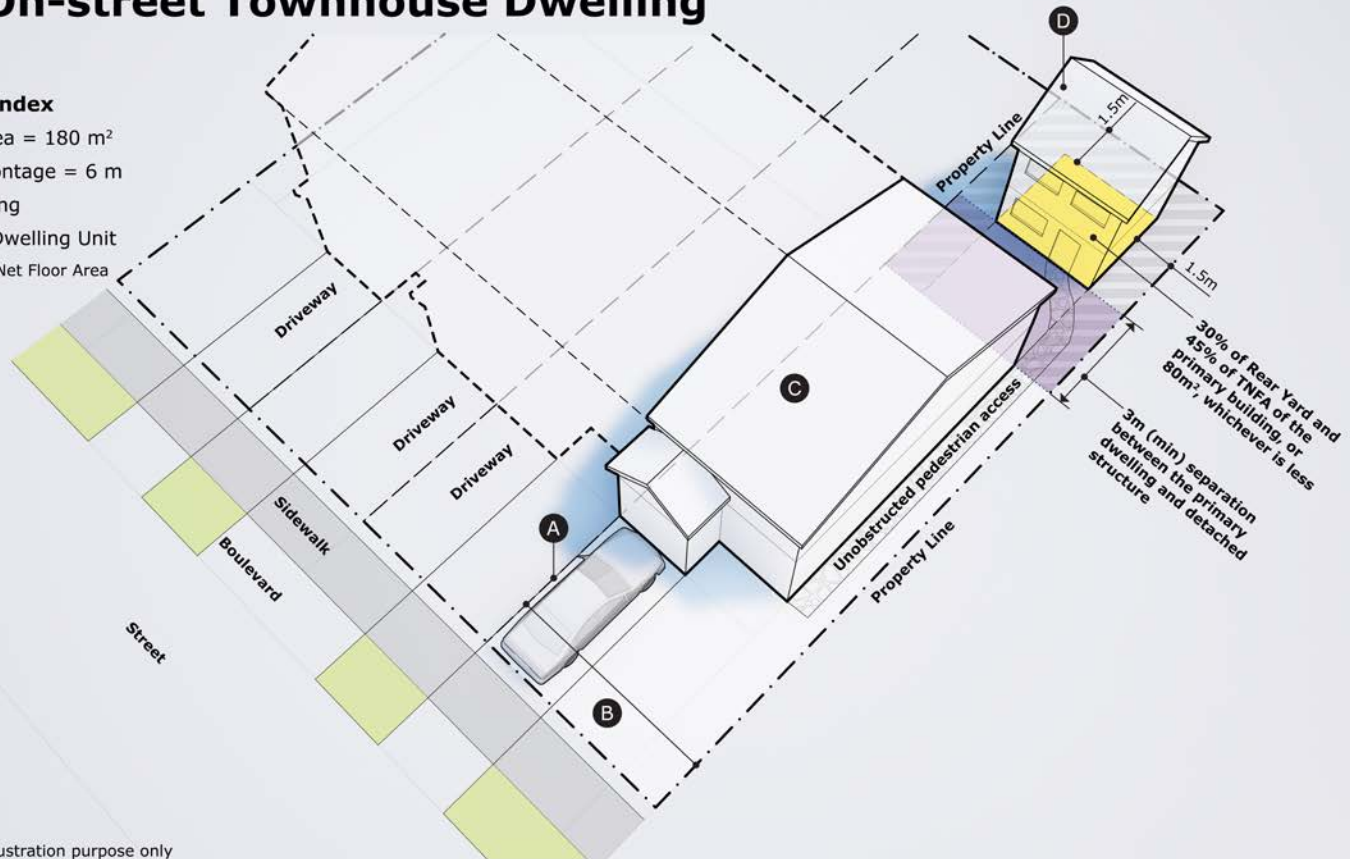 On-street Townhouse Dwelling
D
1.5m
Property Line
ea = 180 m²
ontage = 6 m
ng
Dwelling Unit
Net Floor Area
1.5m
Driveway
30% of Rear Yard and
45% of TNFA of the
primary building, or
80m², whichever is less
C
Driveway
Unobstructed pedestrian access
3m (min) separation
between the primary
dwelling and detached
structure
Driveway
Sidewalk
A
Property Line
Boulevard
Street
B
ustration purpose only